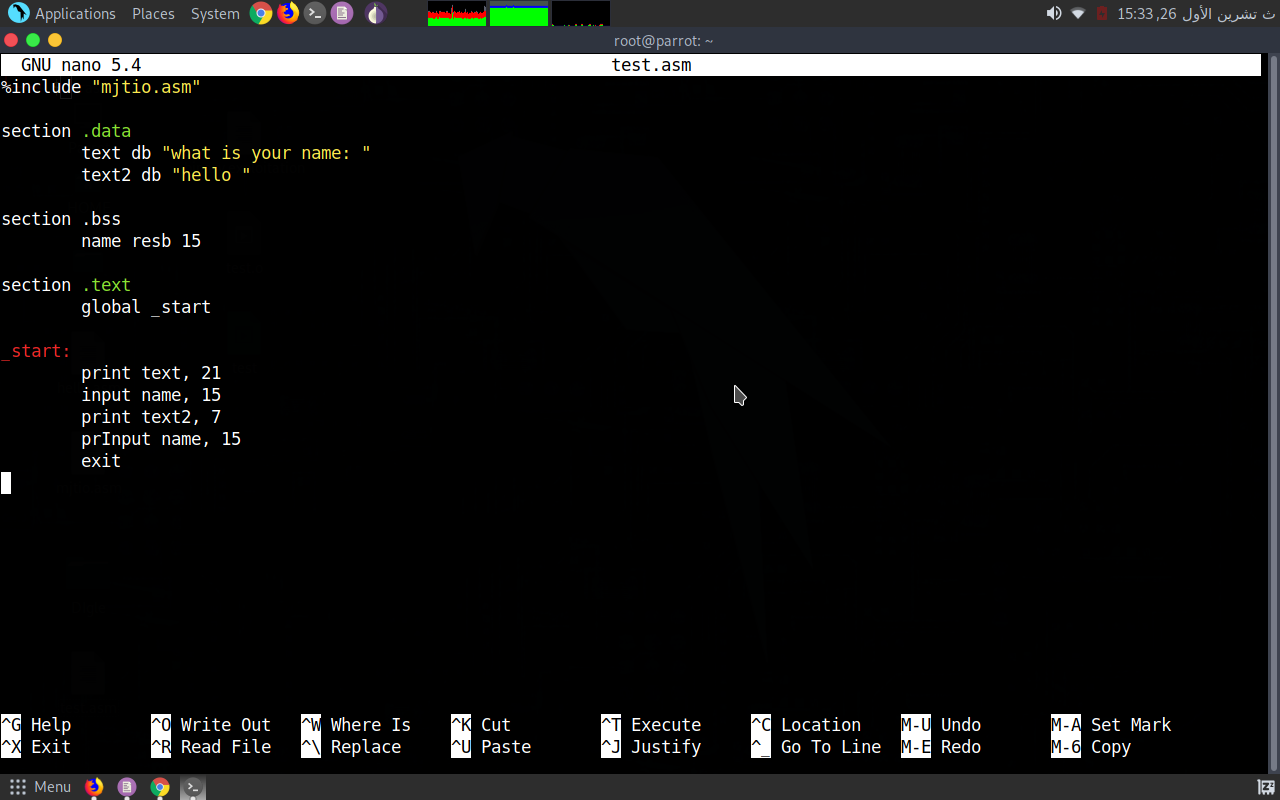 Applications Places System
ث تشرين الأول 26, 15:33
root@parrot: ~
GNU nano 5.4 test.asm
%include "mjtio.asm"
section .data
text db "what is your name: "
text2 db "hello "
section .bss
name resb 15
section .text
global _start
_start:
print text, 21
input name, 15
print text2, 7
prInput name, 15
exit
^G Help ^O Write Out ^W Where Is ^K Cut ^T Execute ^C Location M-U Undo M-A Set Mark
^X Exit ^R Read File ^\ Replace ^U Paste ^J Justify ^_ Go To Line M-E Redo M-6 Copy
Menu